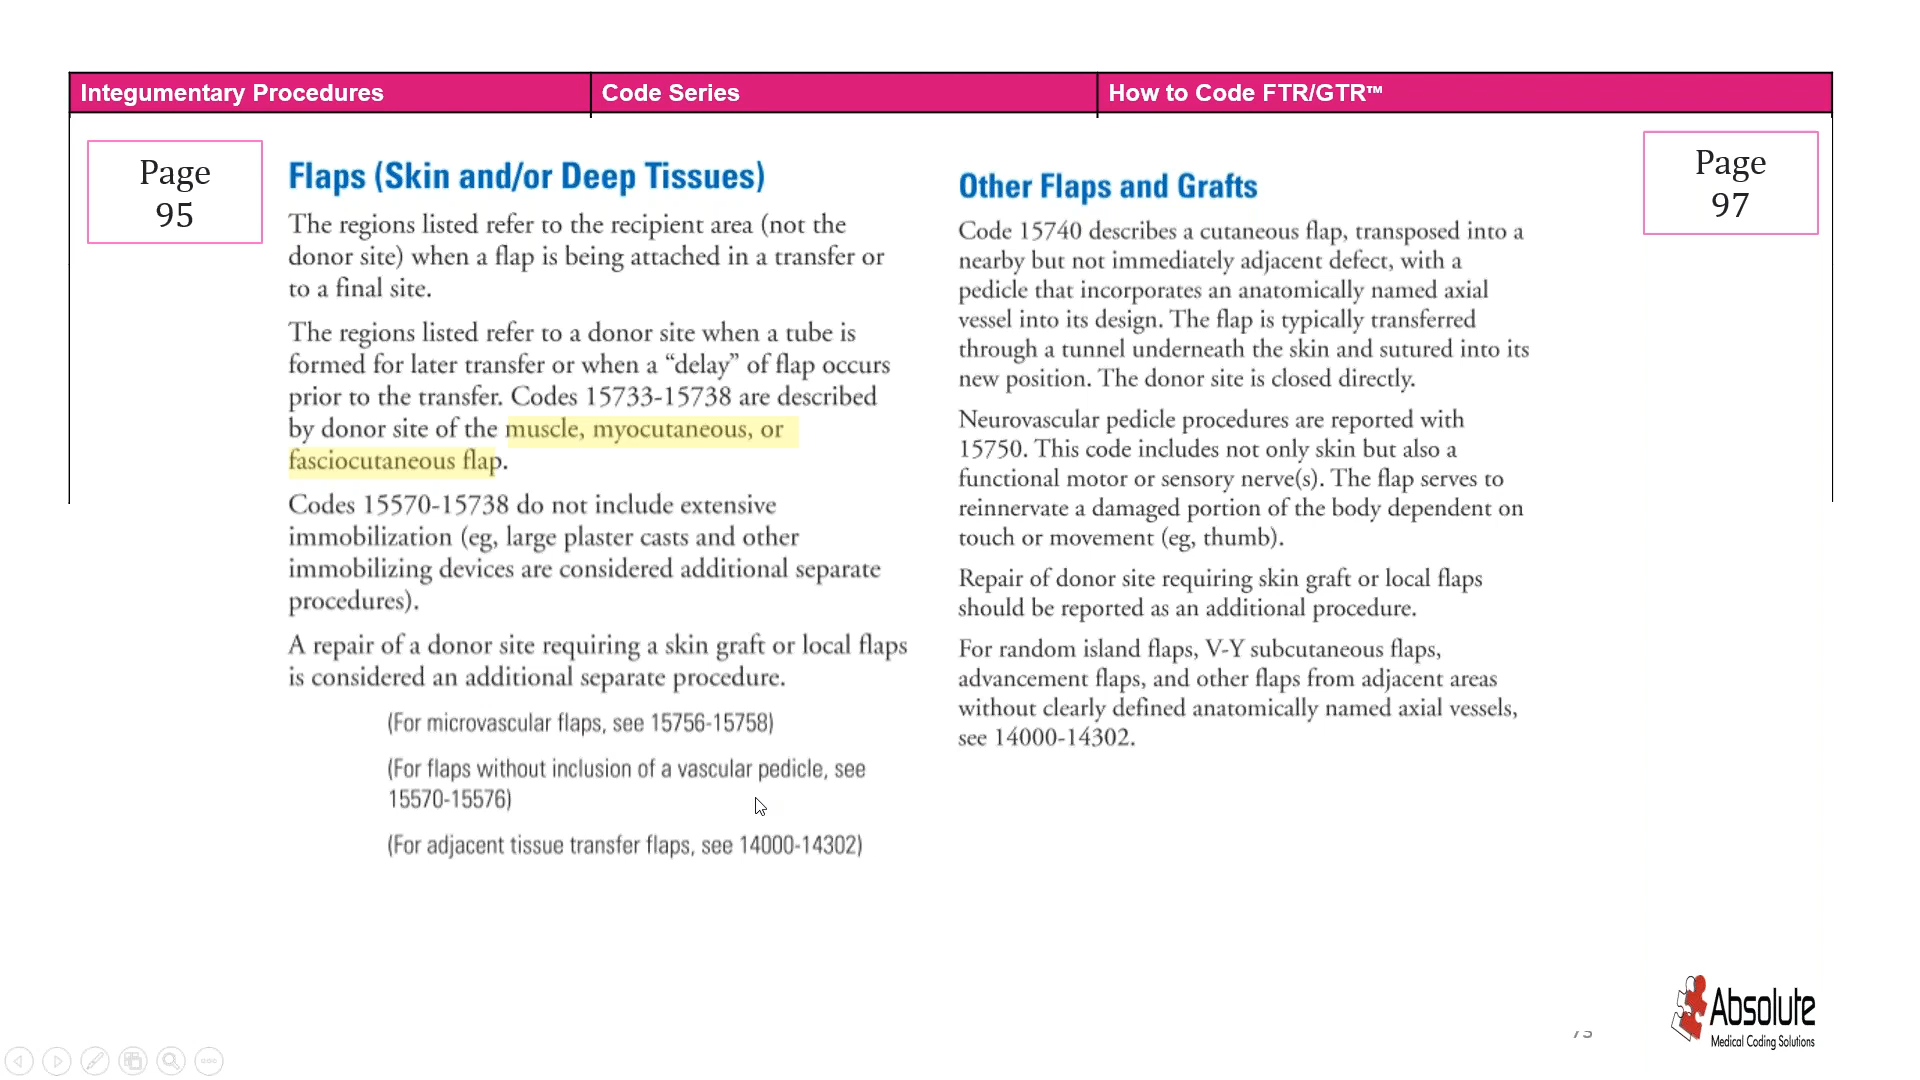 Integumentary Procedures
Code Series
How to Code FTR/GTR™
Page
95
Flaps (Skin and/or Deep Tissues)
The regions listed refer to the recipient area (not the
donor site) when a flap is being attached in a transfer or
to a final site.
The regions listed refer to a donor site when a tube is
formed for later transfer or when a “delay” of flap occurs
prior to the transfer. Codes 15733-15738 are described
by donor site of the muscle, myocutaneous, or
fasciocutaneous flap.
Codes 15570-15738 do not include extensive
immobilization (eg, large plaster casts and other
immobilizing devices are considered additional separate
procedures).
A repair of a donor site requiring a skin graft or local flaps
is considered an additional separate procedure.
(For microvascular flaps, see 15756-15758)
(For flaps without inclusion of a vascular pedicle, see
15570-15576)
(For adjacent tissue transfer flaps, see 14000-14302)
Other Flaps and Grafts
Code 15740 describes a cutaneous flap, transposed into a
nearby but not immediately adjacent defect, with a
pedicle that incorporates an anatomically named axial
vessel into its design. The flap is typically transferred
through a tunnel underneath the skin and sutured into its
new position. The donor site is closed directly.
Neurovascular pedicle procedures are reported with
15750. This code includes not only skin but also a
functional motor or sensory nerve(s). The flap serves to
reinnervate a damaged portion of the body dependent on
touch or movement (eg, thumb).
Repair of donor site requiring skin graft or local flaps
should be reported as an additional procedure.
For random island flaps, V-Y subcutaneous flaps,
advancement flaps, and other flaps from adjacent areas
without clearly defined anatomically named axial vessels,
see 14000-14302.
Page
97
Absolute
Medical Coding Solutions